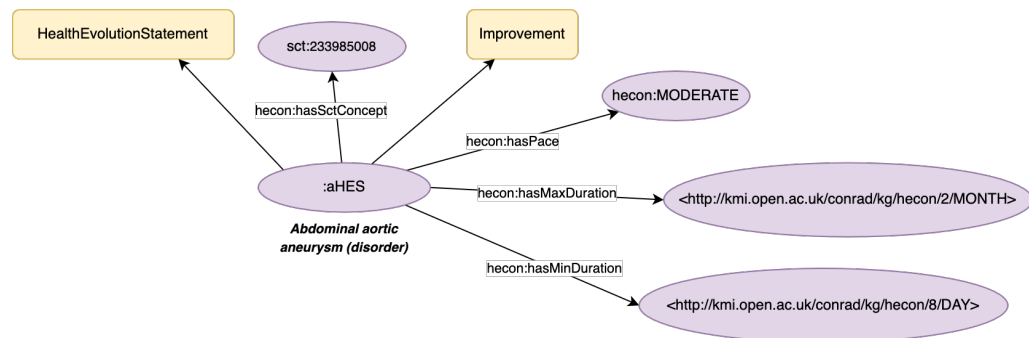 HealthEvolutionStatement
sct:233985008
Improvement
hecon:MODERATE
hecon:hasSctConcept
hecon:hasPace
:aHES
hecon:hasMaxDuration
<http://kmi.open.ac.uk/conrad/kg/hecon/2/MONTH>
Abdominal aortic
aneurysm (disorder)
hecon:hasMinDuration
<http://kmi.open.ac.uk/conrad/kg/hecon/8/DAY>